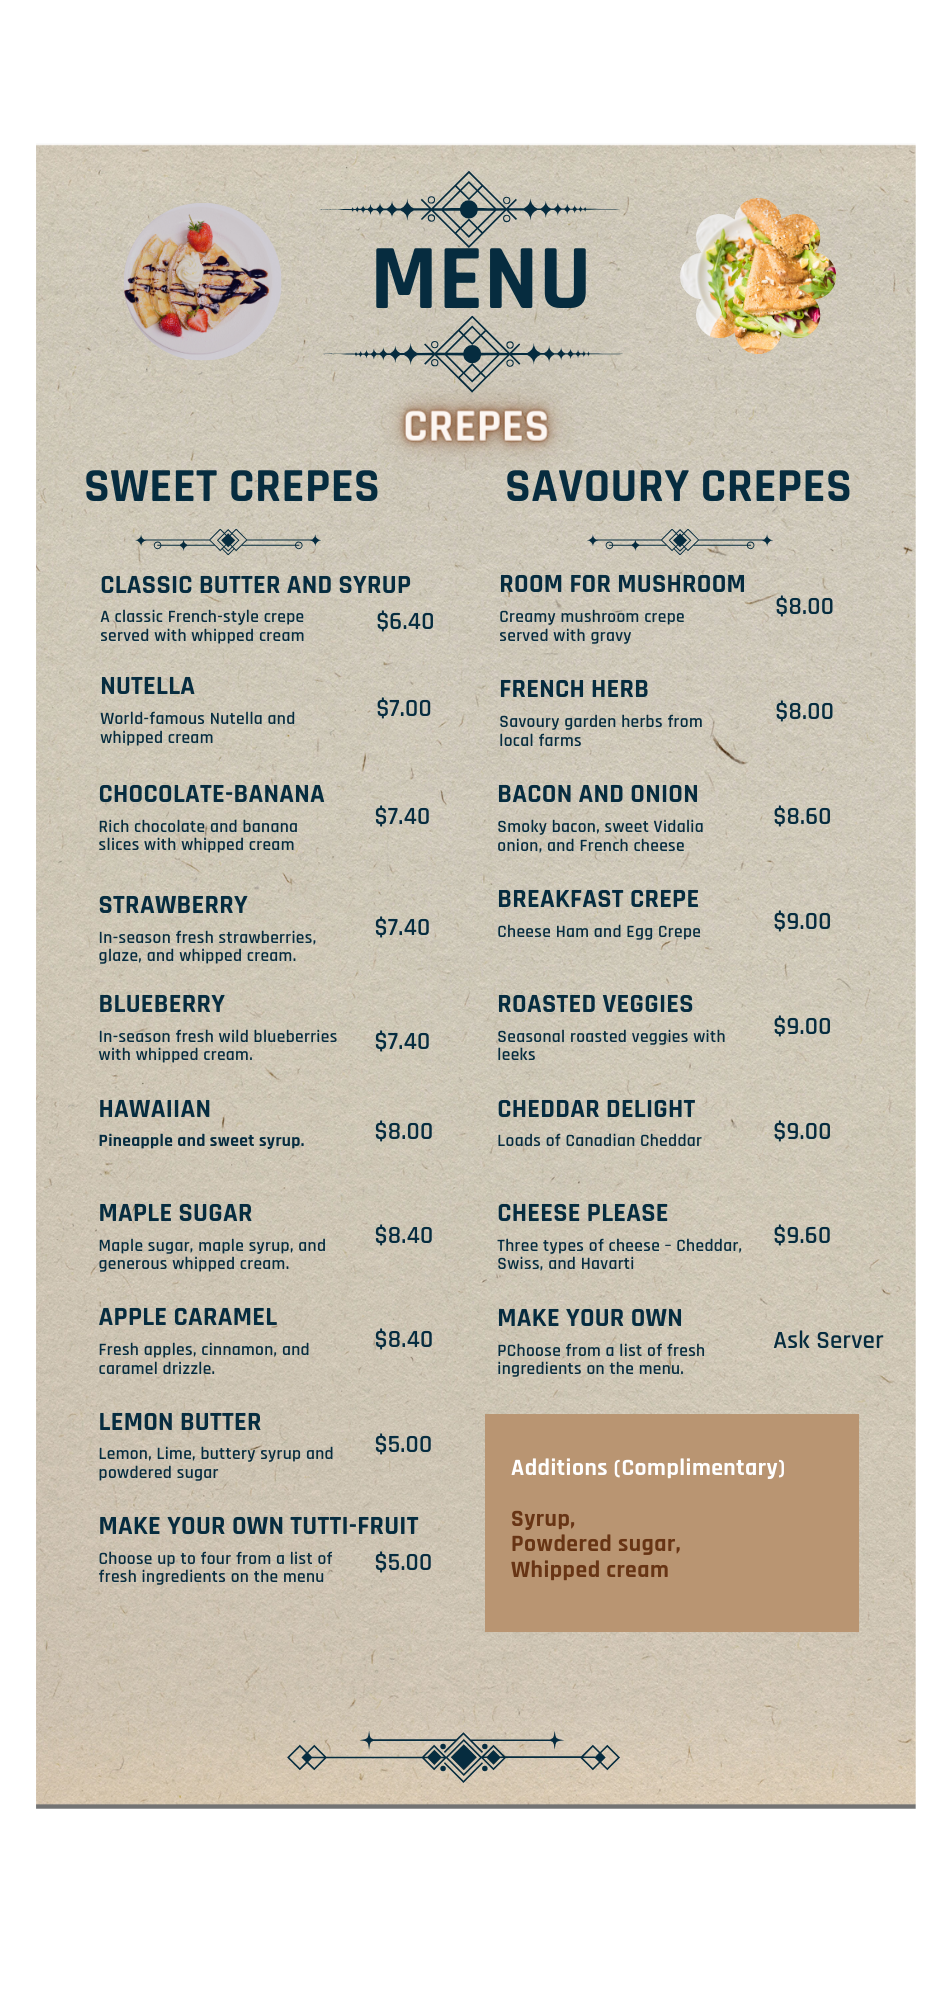 MENU
CREPES
SWEET CREPES
CLASSIC BUTTER AND SYRUP
A classic French-style crepe
served with whipped cream
$6.40
NUTELLA
World-famous Nutella and
whipped cream
$7.00
CHOCOLATE-BANANA
Rich chocolate and banana
slices with whipped cream
$7.40
STRAWBERRY
In-season fresh strawberries,
glaze, and whipped cream.
$7.40
BLUEBERRY
In-season fresh wild blueberries
with whipped cream.
$7.40
HAWAIIAN
Pineapple and sweet syrup.
$8.00
MAPLE SUGAR
Maple sugar, maple syrup, and
generous whipped cream.
$8.40
APPLE CARAMEL
Fresh apples, cinnamon, and
caramel drizzle.
$8.40
LEMON BUTTER
Lemon, Lime, buttery syrup and
powdered sugar
$5.00
MAKE YOUR OWN TUTTI-FRUIT
Choose up to four from a list of
fresh ingredients on the menu
$5.00
SAVOURY CREPES
ROOM FOR MUSHROOM
Creamy mushroom crepe
served with gravy
$8.00
FRENCH HERB
Savoury garden herbs from
local farms
$8.00
BACON AND ONION
Smoky bacon, sweet Vidalia
onion, and French cheese
$8.60
BREAKFAST CREPE
Cheese Ham and Egg Crepe
$9.00
ROASTED VEGGIES
Seasonal roasted veggies with
leeks
$9.00
CHEDDAR DELIGHT
Loads of Canadian Cheddar
$9.00
CHEESE PLEASE
Three types of cheese – Cheddar,
Swiss, and Havarti
$9.60
MAKE YOUR OWN
PChoose from a list of fresh
ingredients on the menu.
Ask Server
Additions (Complimentary)
Syrup,
Powdered sugar,
Whipped cream